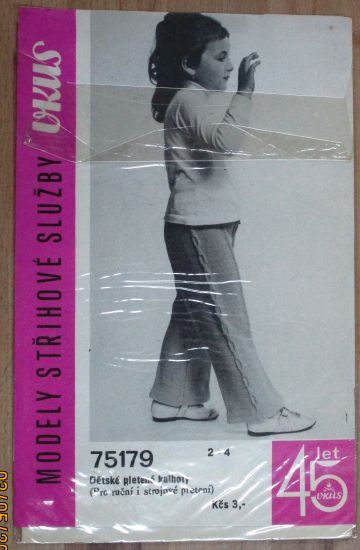 MODELY STŘIHOVÉ SLUŽBY VKUS
75179 2-4
Dětské pletené kalhoty
(Pro ruční i strojové pletení)
Kčs 3,-
45 let
VKUS